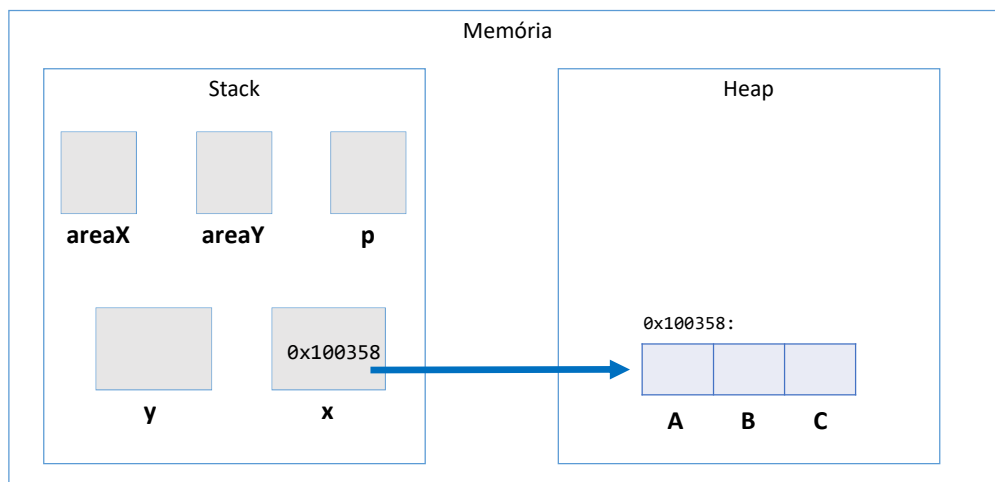 Memória
Stack
Heap
areaX
areaY
p
0x100358
y
x
0x100358:
A
B
C